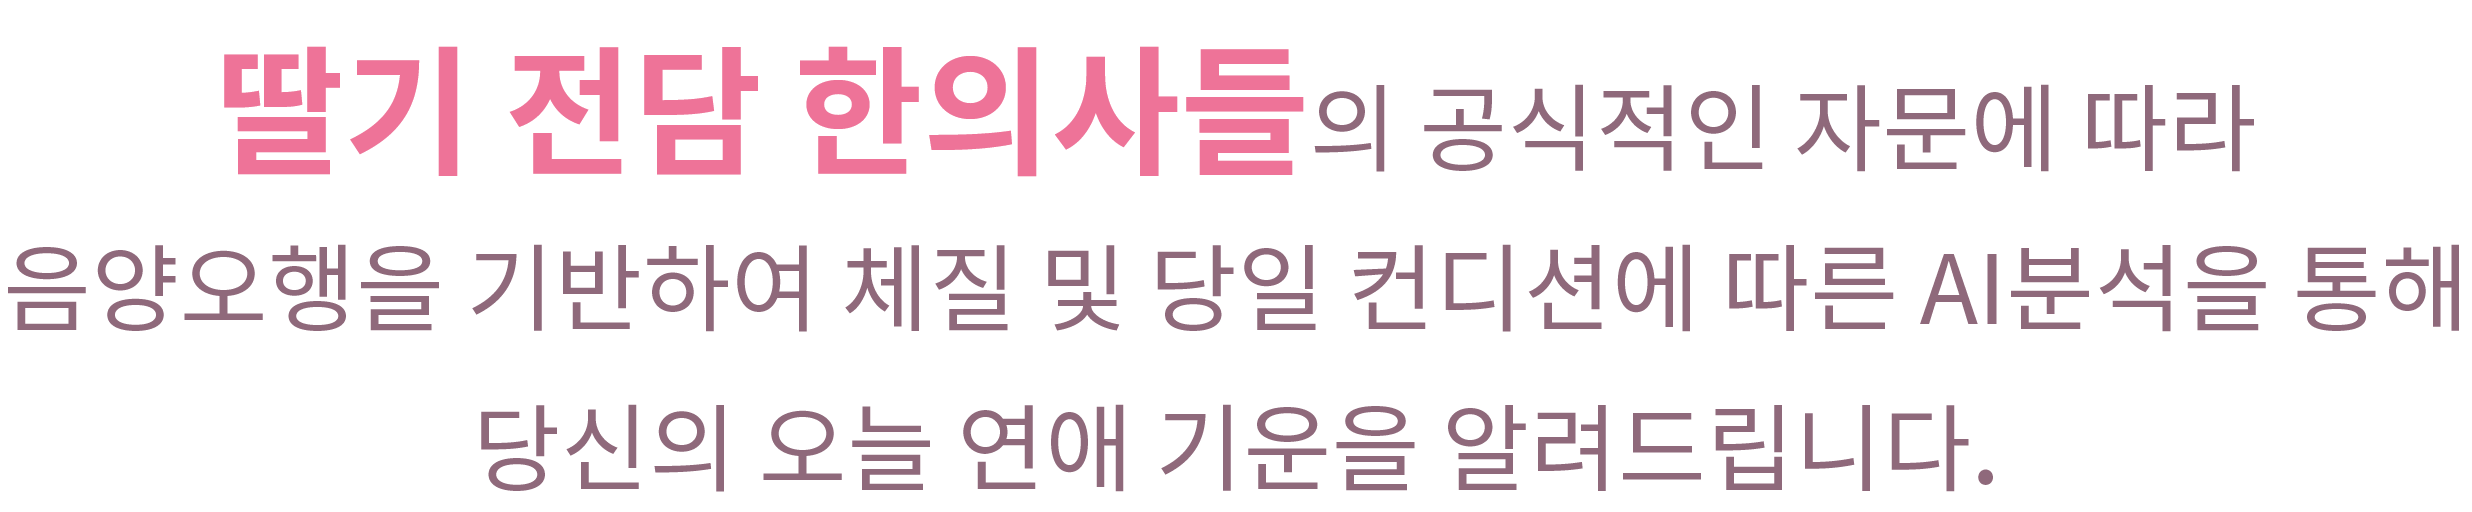 딸기 전담 한의사들의 공식적인 자문에 따라
음양오행을 기반하여 체질 및 당일 컨디션에 따른 AI분석을 통해
당신의 오늘 연애 기운을 알려드립니다.